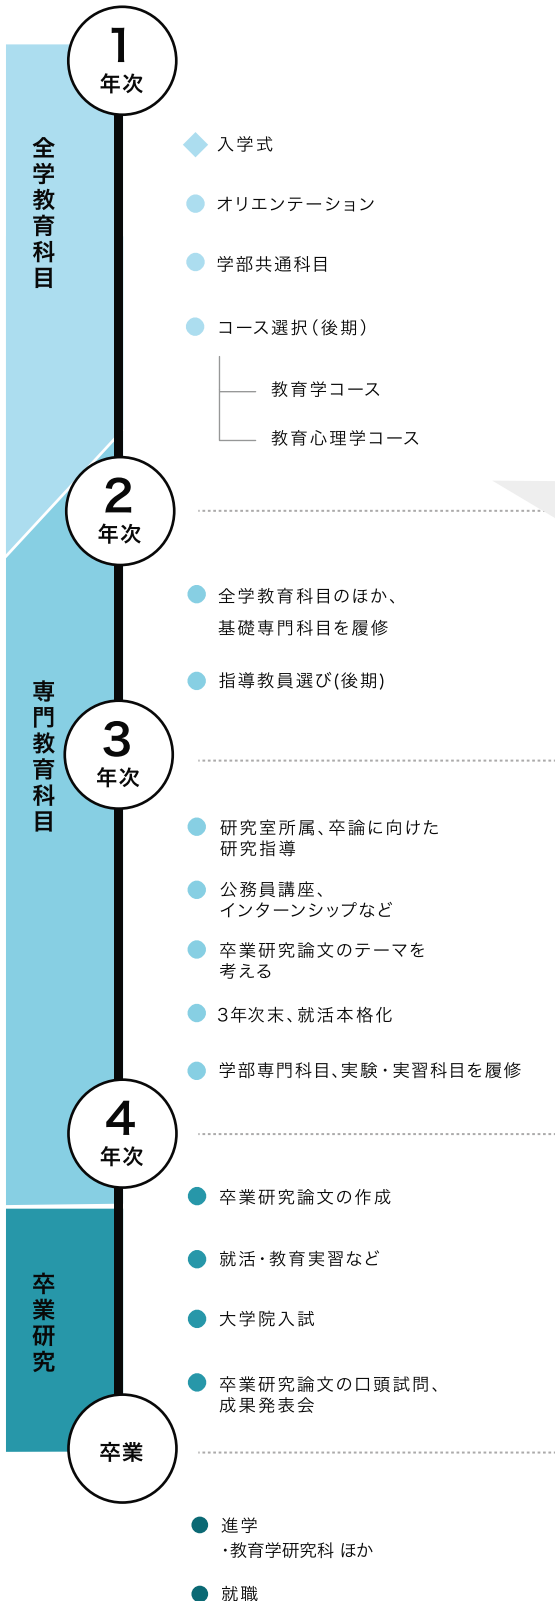 1
年次
全学教育科目
入学式
オリエンテーション
学部共通科目
コース選択（後期）
教育学コース
教育心理学コース
2
年次
全学教育科目のほか、
基礎専門科目を履修
指導教員選び(後期)
専門教育科目
3
年次
研究室所属、卒論に向けた
研究指導
公務員講座、
インターンシップなど
卒業研究論文のテーマを
考える
3年次末、就活本格化
学部専門科目、実験・実習科目を履修
4
年次
卒業研究論文の作成
就活・教育実習など
大学院入試
卒業研究
卒業研究論文の口頭試問、
成果発表会
卒業
進学
・教育学研究科 ほか
就職